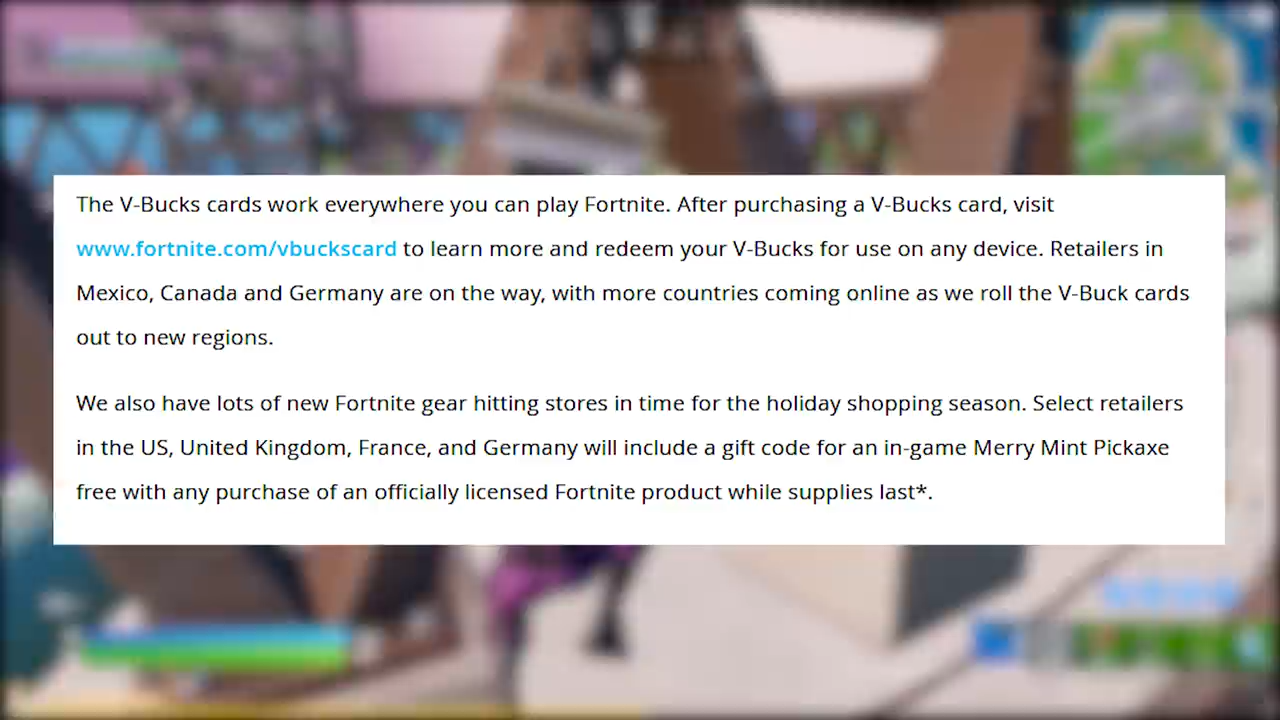 The V-Bucks cards work everywhere you can play Fortnite. After purchasing a V-Bucks card, visit
www.fortnite.com/vbuckscard to learn more and redeem your V-Bucks for use on any device. Retailers in
Mexico, Canada and Germany are on the way, with more countries coming online as we roll the V-Buck cards
out to new regions.
We also have lots of new Fortnite gear hitting stores in time for the holiday shopping season. Select retailers
in the US, United Kingdom, France, and Germany will include a gift code for an in-game Merry Mint Pickaxe
free with any purchase of an officially licensed Fortnite product while supplies last*.